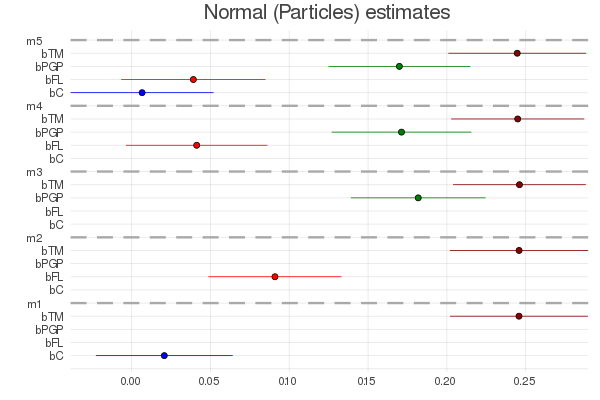 Normal (Particles) estimates
m5
bTM
bPGP
bFL
bC
m4
bTM
bPGP
bFL
bC
m3
bTM
bPGP
bFL
bC
m2
bTM
bPGP
bFL
bC
m1
bTM
bPGP
bFL
bC
0.00 0.05 0.10 0.15 0.20 0.25